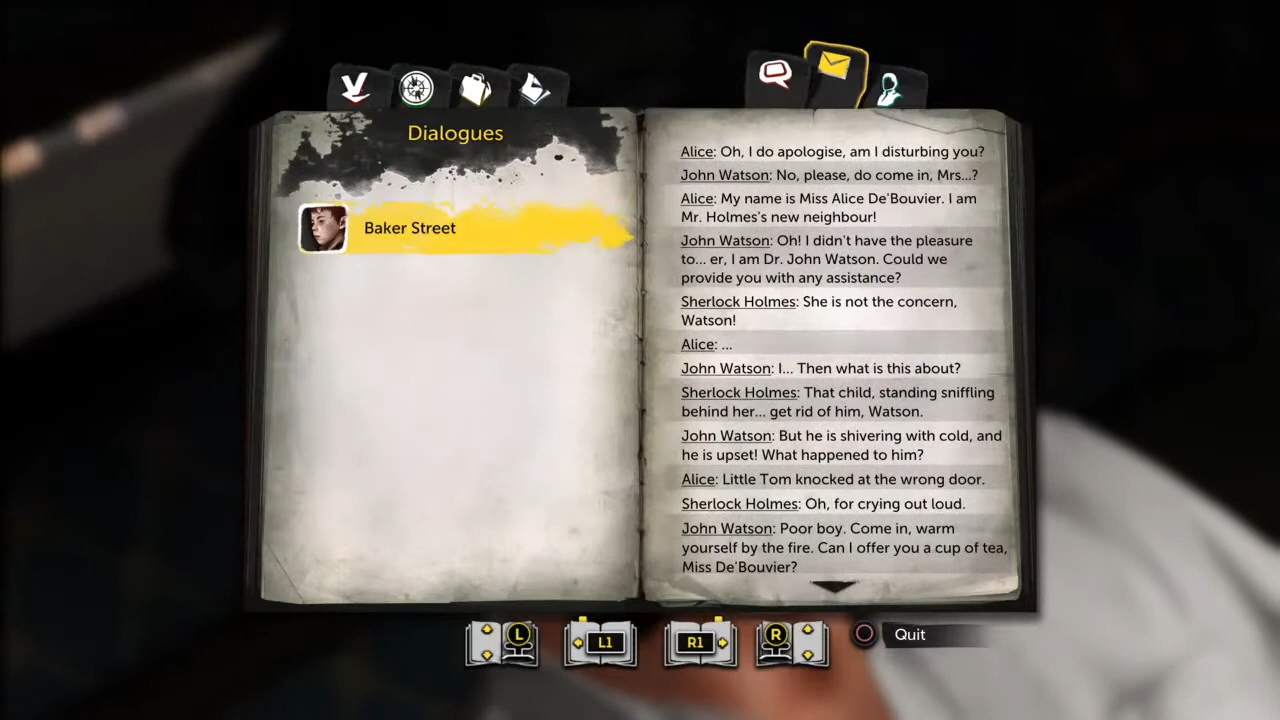 Dialogues
Baker Street
Alice: Oh, I do apologise, am I disturbing you?
John Watson: No, please, do come in, Mrs...?
Alice: My name is Miss Alice De'Bouvier. I am
Mr. Holmes's new neighbour!
John Watson: Oh! I didn't have the pleasure
to... er, I am Dr. John Watson. Could we
provide you with any assistance?
Sherlock Holmes: She is not the concern,
Watson!
Alice: ...
John Watson: I... Then what is this about?
Sherlock Holmes: That child, standing sniffling
behind her... get rid of him, Watson.
John Watson: But he is shivering with cold, and
he is upset! What happened to him?
Alice: Little Tom knocked at the wrong door.
Sherlock Holmes: Oh, for crying out loud.
John Watson: Poor boy. Come in, warm
yourself by the fire. Can I offer you a cup of tea,
Miss De'Bouvier?
L
L1
R1
R
Quit